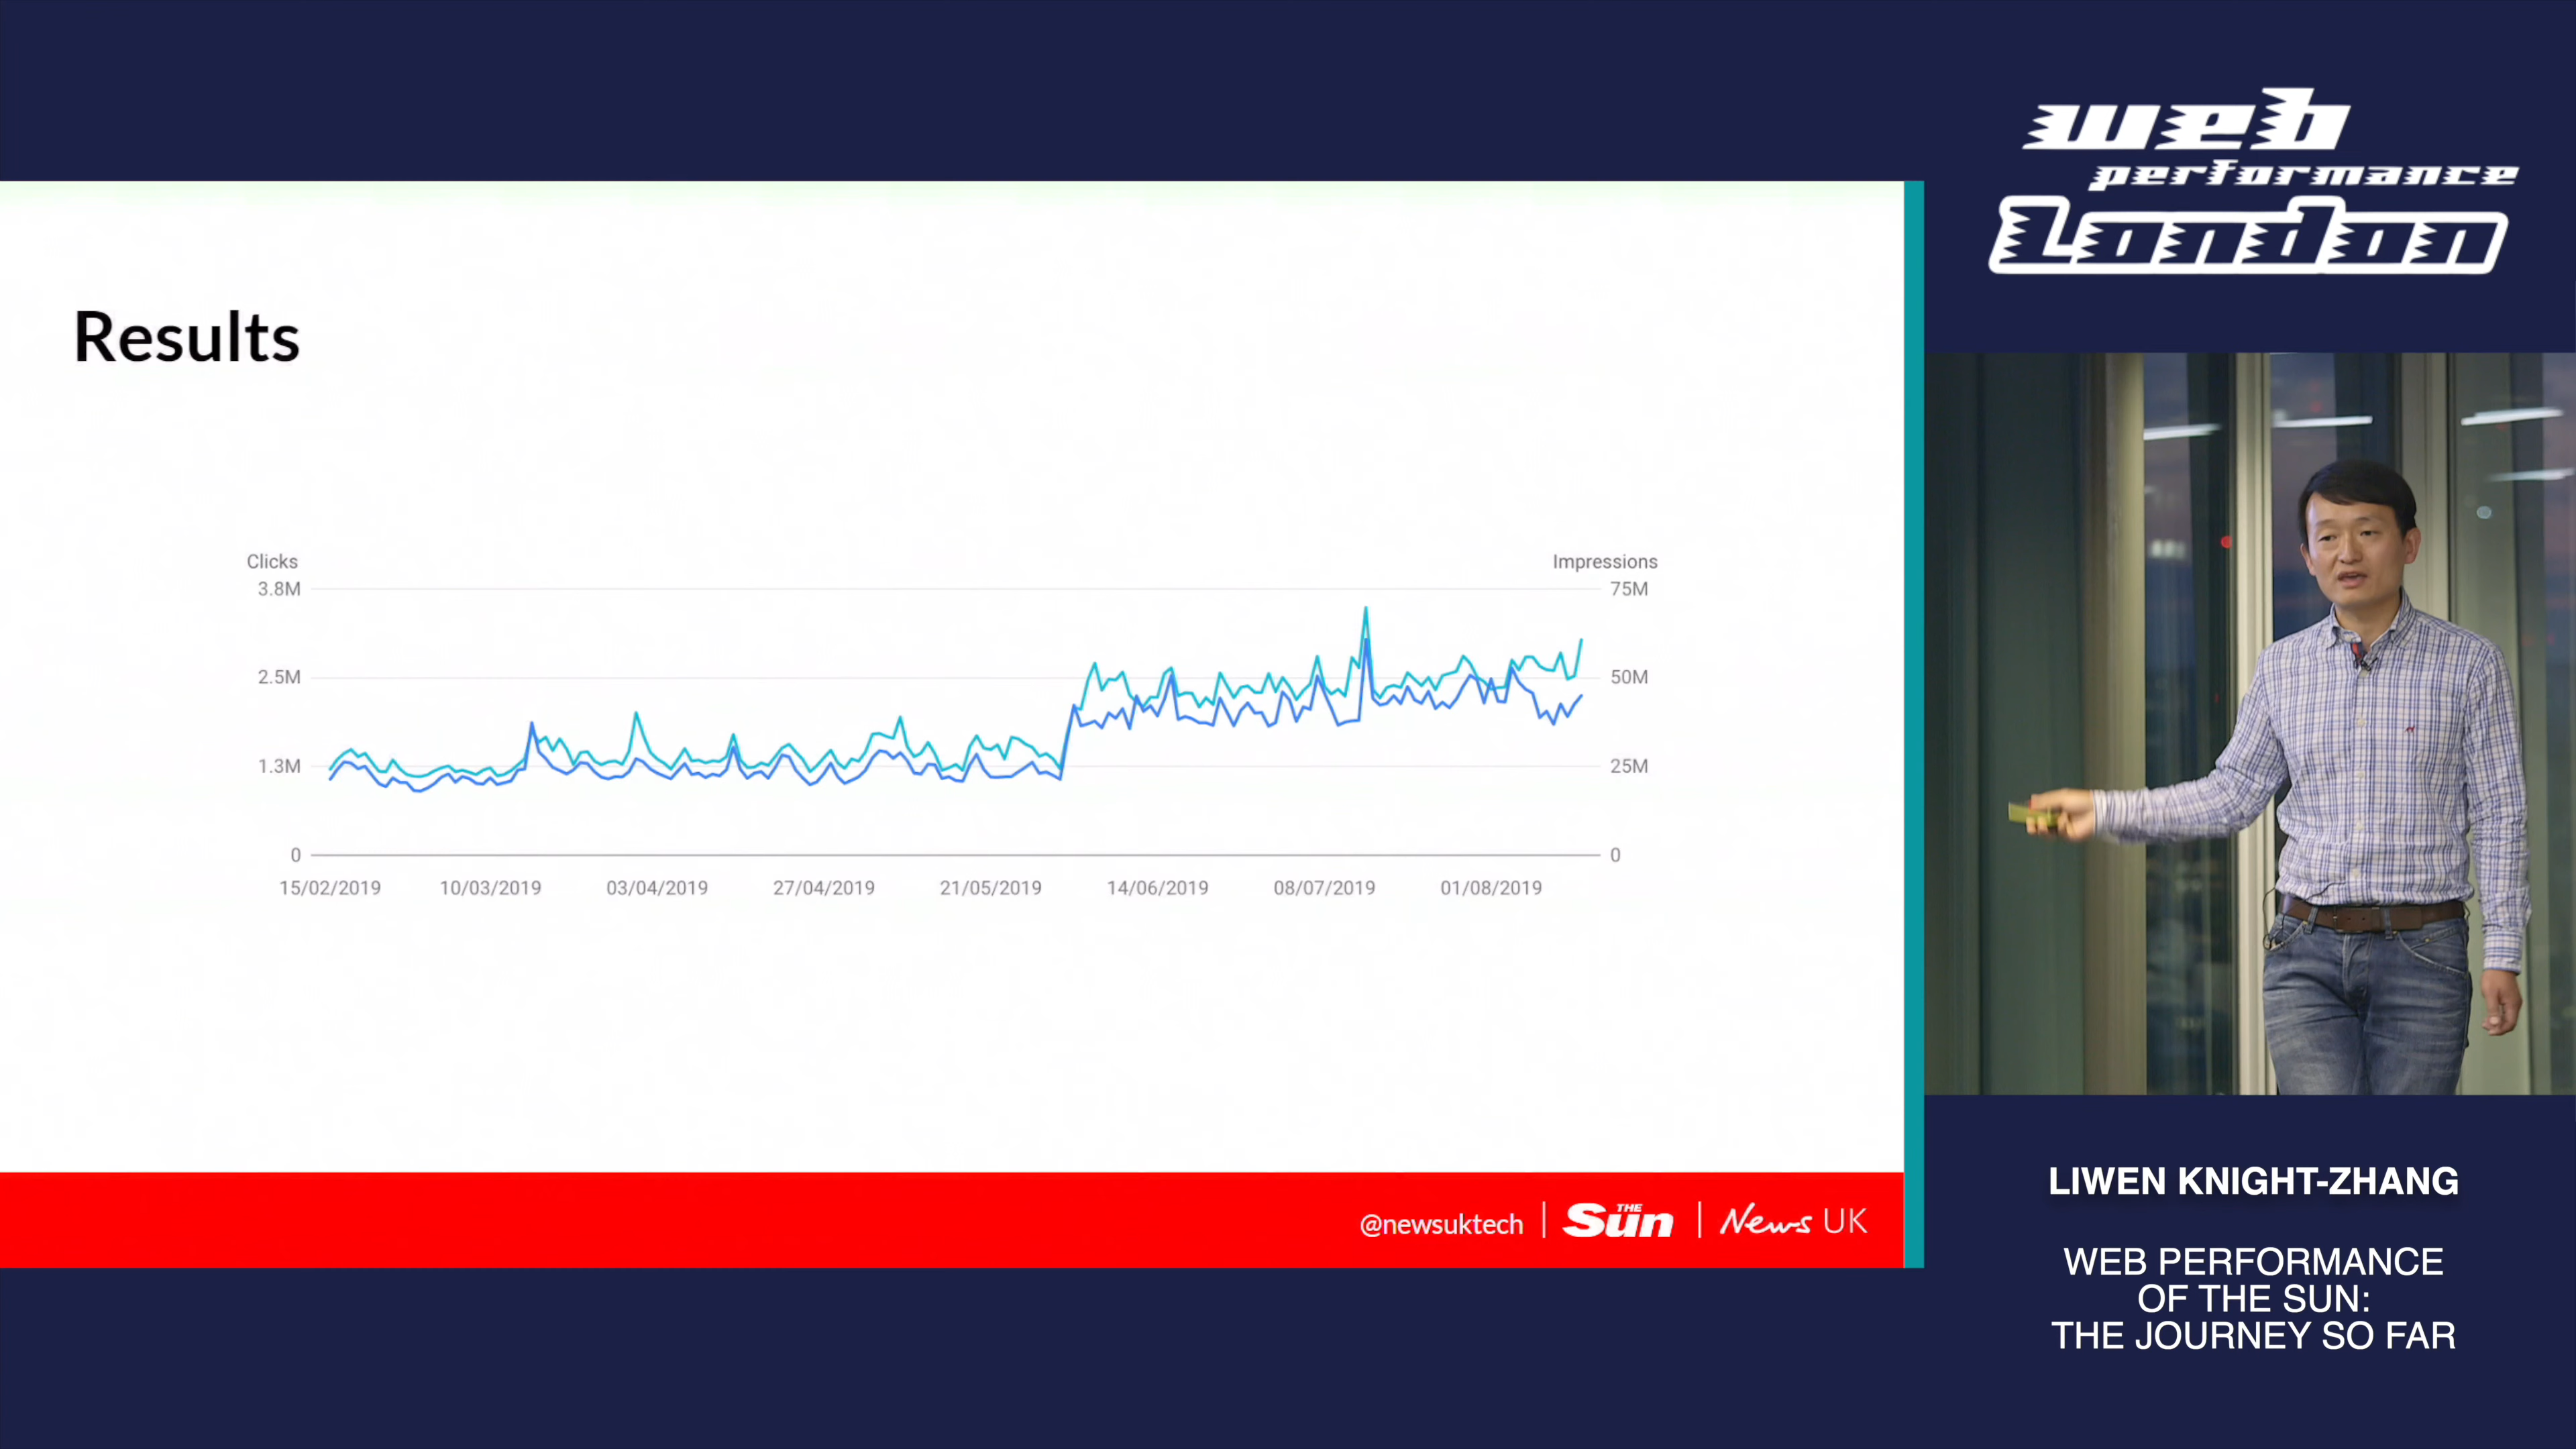 web
performance
London
Results
Clicks
Impressions
3.8M
75M
2.5M
50M
1.3M
25M
0
0
15/02/2019 10/03/2019 03/04/2019 27/04/2019 21/05/2019 14/06/2019 08/07/2019 01/08/2019
@newsuktech | THE Sun | News UK
LIWEN KNIGHT-ZHANG
WEB PERFORMANCE
OF THE SUN:
THE JOURNEY SO FAR